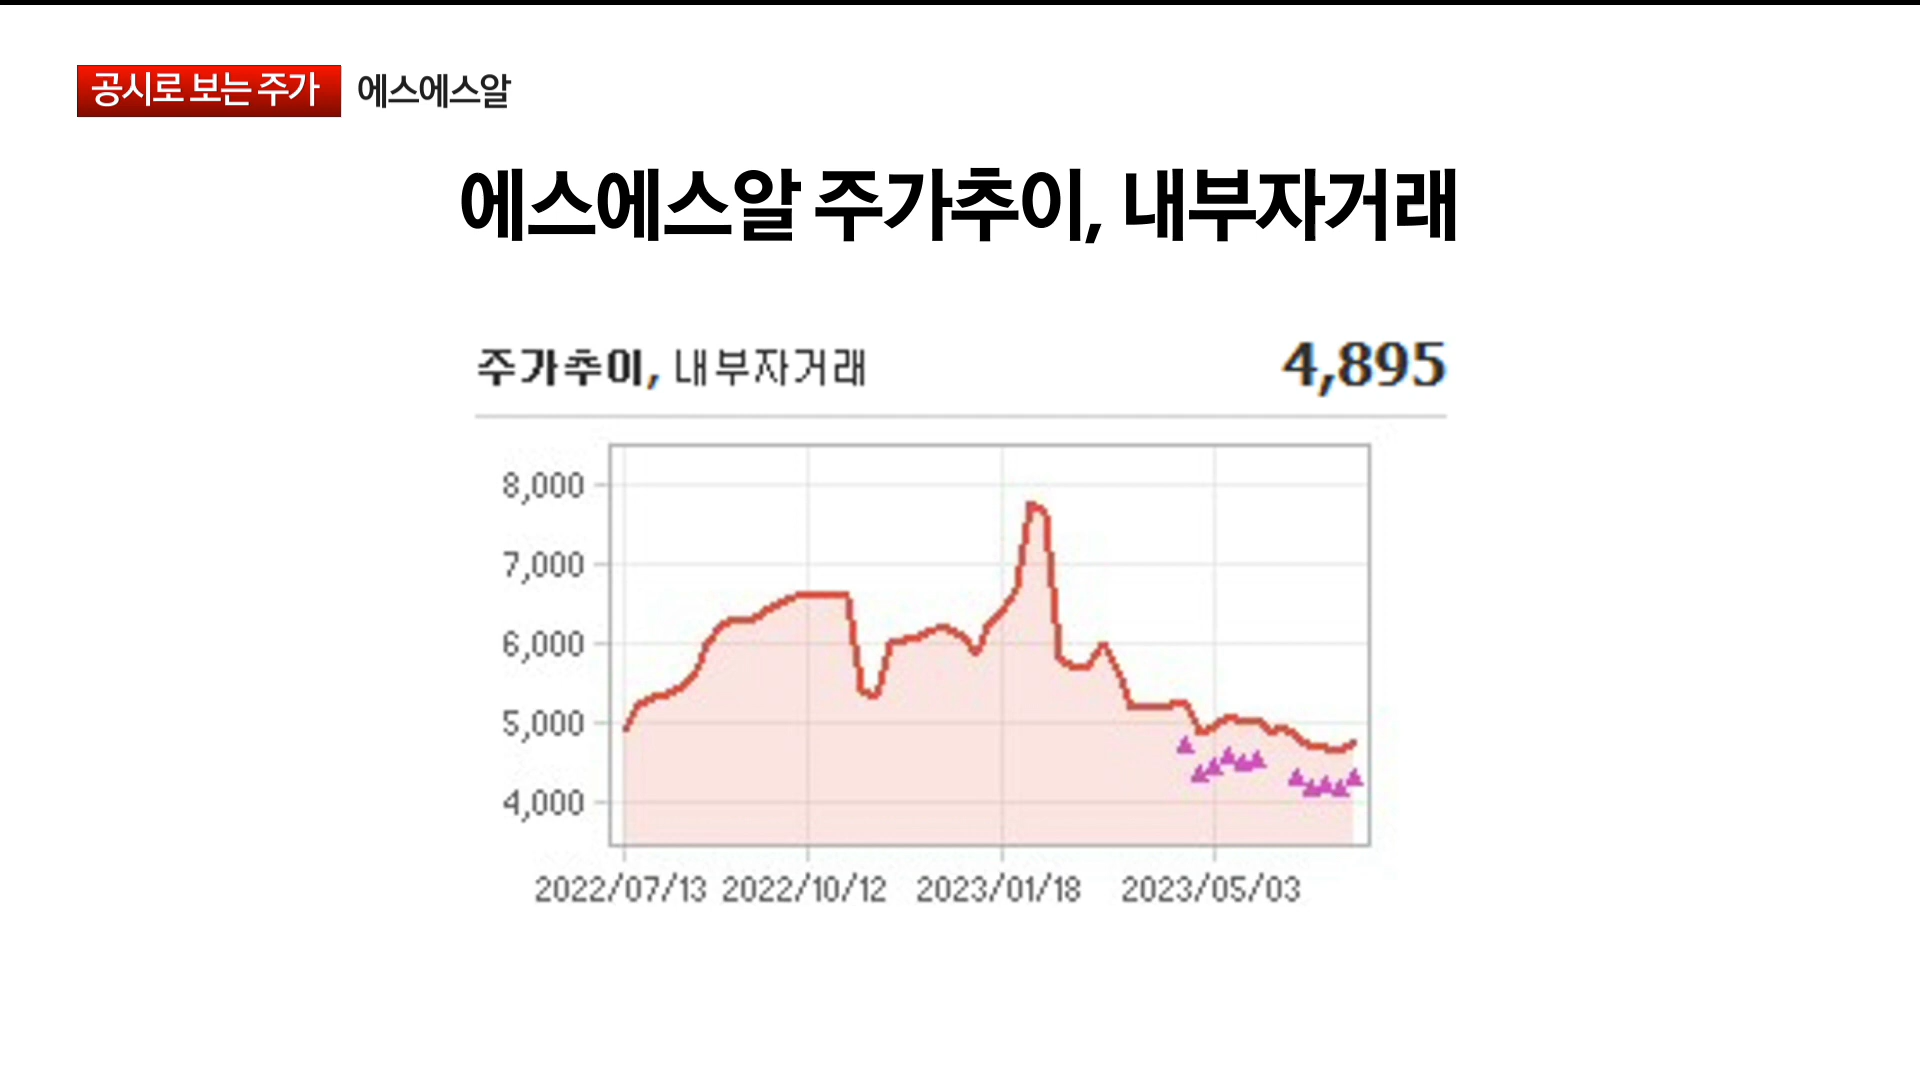 공시로 보는 주가 에스에스알
에스에스알 주가추이, 내부자거래
주가추이, 내부자거래 4,895
8,000
7,000
6,000
5,000
4,000
2022/07/13 2022/10/12 2023/01/18 2023/05/03